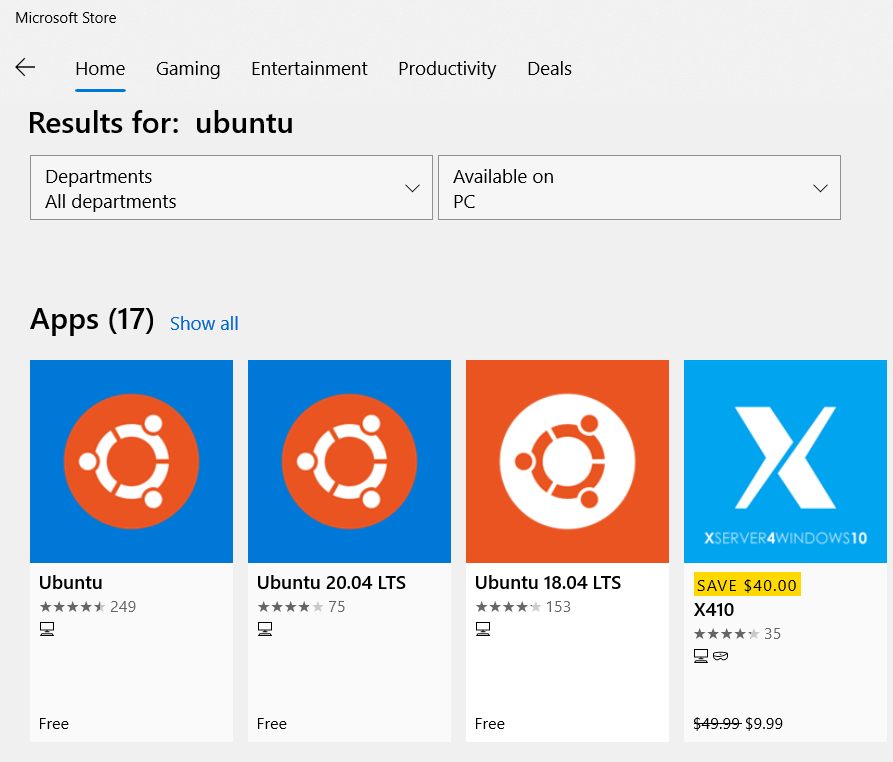 Microsoft Store
Home Gaming Entertainment Productivity Deals
Results for: ubuntu
Departments
All departments
Available on
PC
Apps (17) Show all
Ubuntu
249
Free
Ubuntu 20.04 LTS
75
Free
Ubuntu 18.04 LTS
153
Free
XSERVER4WINDOWS10
SAVE $40.00
X410
35
$49.99 $9.99